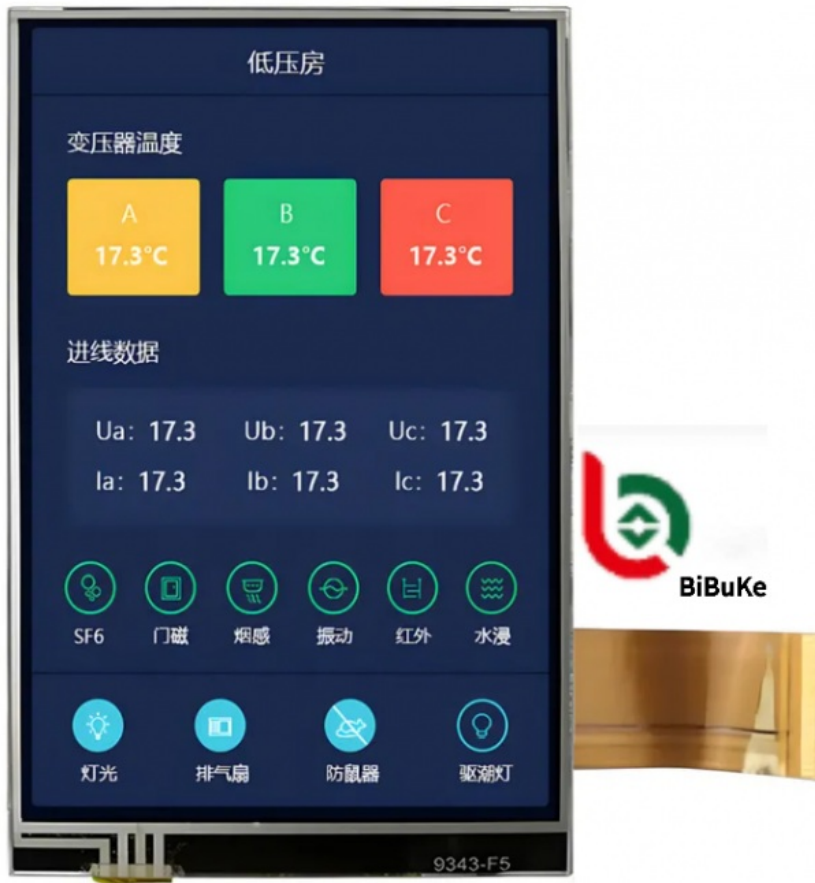 低压房
变压器温度
A B C
17.3°C 17.3°C 17.3°C
进线数据
Ua: 17.3 Ub: 17.3 Uc: 17.3
Ia: 17.3 Ib: 17.3 Ic: 17.3
BiBuKe
SF6 门磁 烟感 振动 红外 水浸
灯光 排气扇 防鼠器 驱潮灯
9343-F5